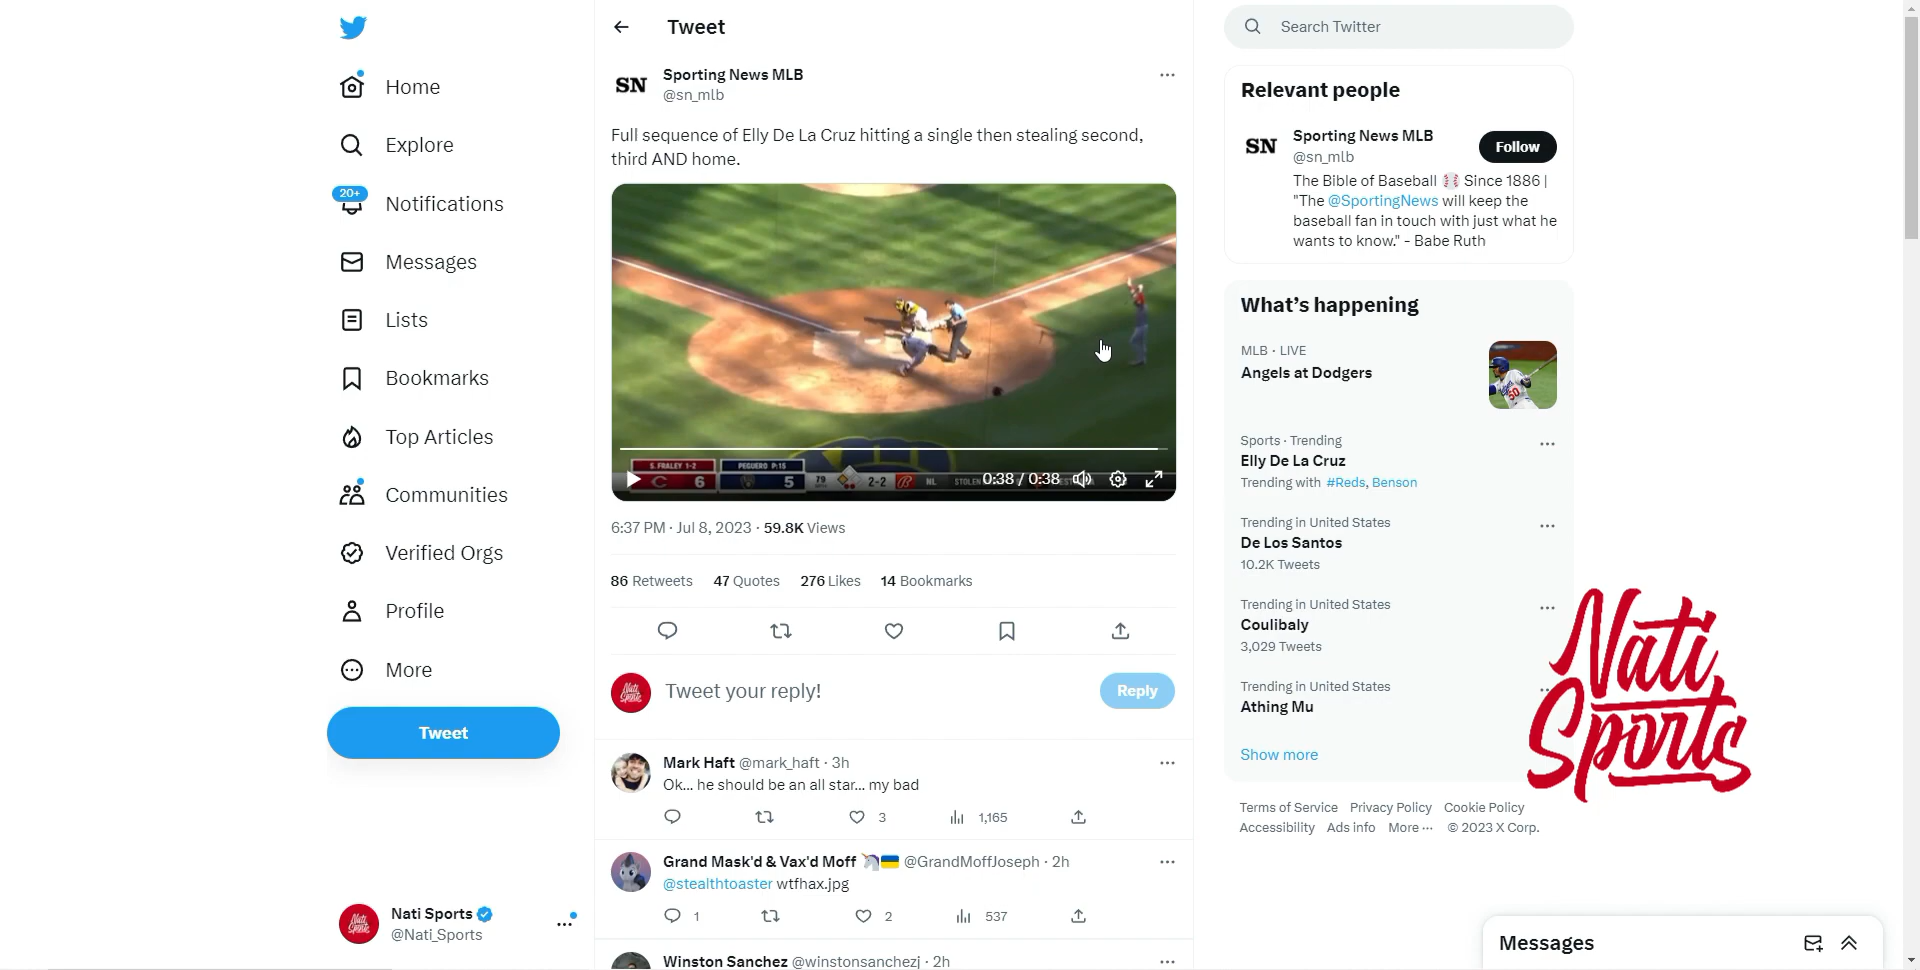 Home
Explore
20+
Notifications
Messages
Lists
Bookmarks
Top Articles
Communities
Verified Orgs
Profile
More
Tweet
Nati Sports
@Nati_Sports
Tweet
SN
Sporting News MLB
@sn_mlb
Full sequence of Elly De La Cruz hitting a single then stealing second,
third AND home.
S. FRALEY 1-2
PEGUERO P:15
C 6
5
79
2-2
NL
STOLEN
0:38 / 0:38
6:37 PM · Jul 8, 2023 · 59.8K Views
86 Retweets 47 Quotes 276 Likes 14 Bookmarks
Tweet your reply!
Reply
Mark Haft @mark_haft · 3h
Ok... he should be an all star... my bad
3 1,165
Grand Mask'd & Vax'd Moff 🦄🇺🇦 @GrandMoffJoseph · 2h
@stealthtoaster wtfhax.jpg
1 2 537
Winston Sanchez @winstonsanchezj · 2h
Search Twitter
Relevant people
SN
Sporting News MLB
@sn_mlb
Follow
The Bible of Baseball ⚾ Since 1886 |
"The @SportingNews will keep the
baseball fan in touch with just what he
wants to know." - Babe Ruth
What's happening
MLB · LIVE
Angels at Dodgers
50
Sports · Trending
Elly De La Cruz
Trending with #Reds, Benson
Trending in United States
De Los Santos
10.2K Tweets
Trending in United States
Coulibaly
3,029 Tweets
Trending in United States
Athing Mu
Show more
Nati
Sports
Terms of Service Privacy Policy Cookie Policy
Accessibility Ads info More ··· © 2023 X Corp.
Messages